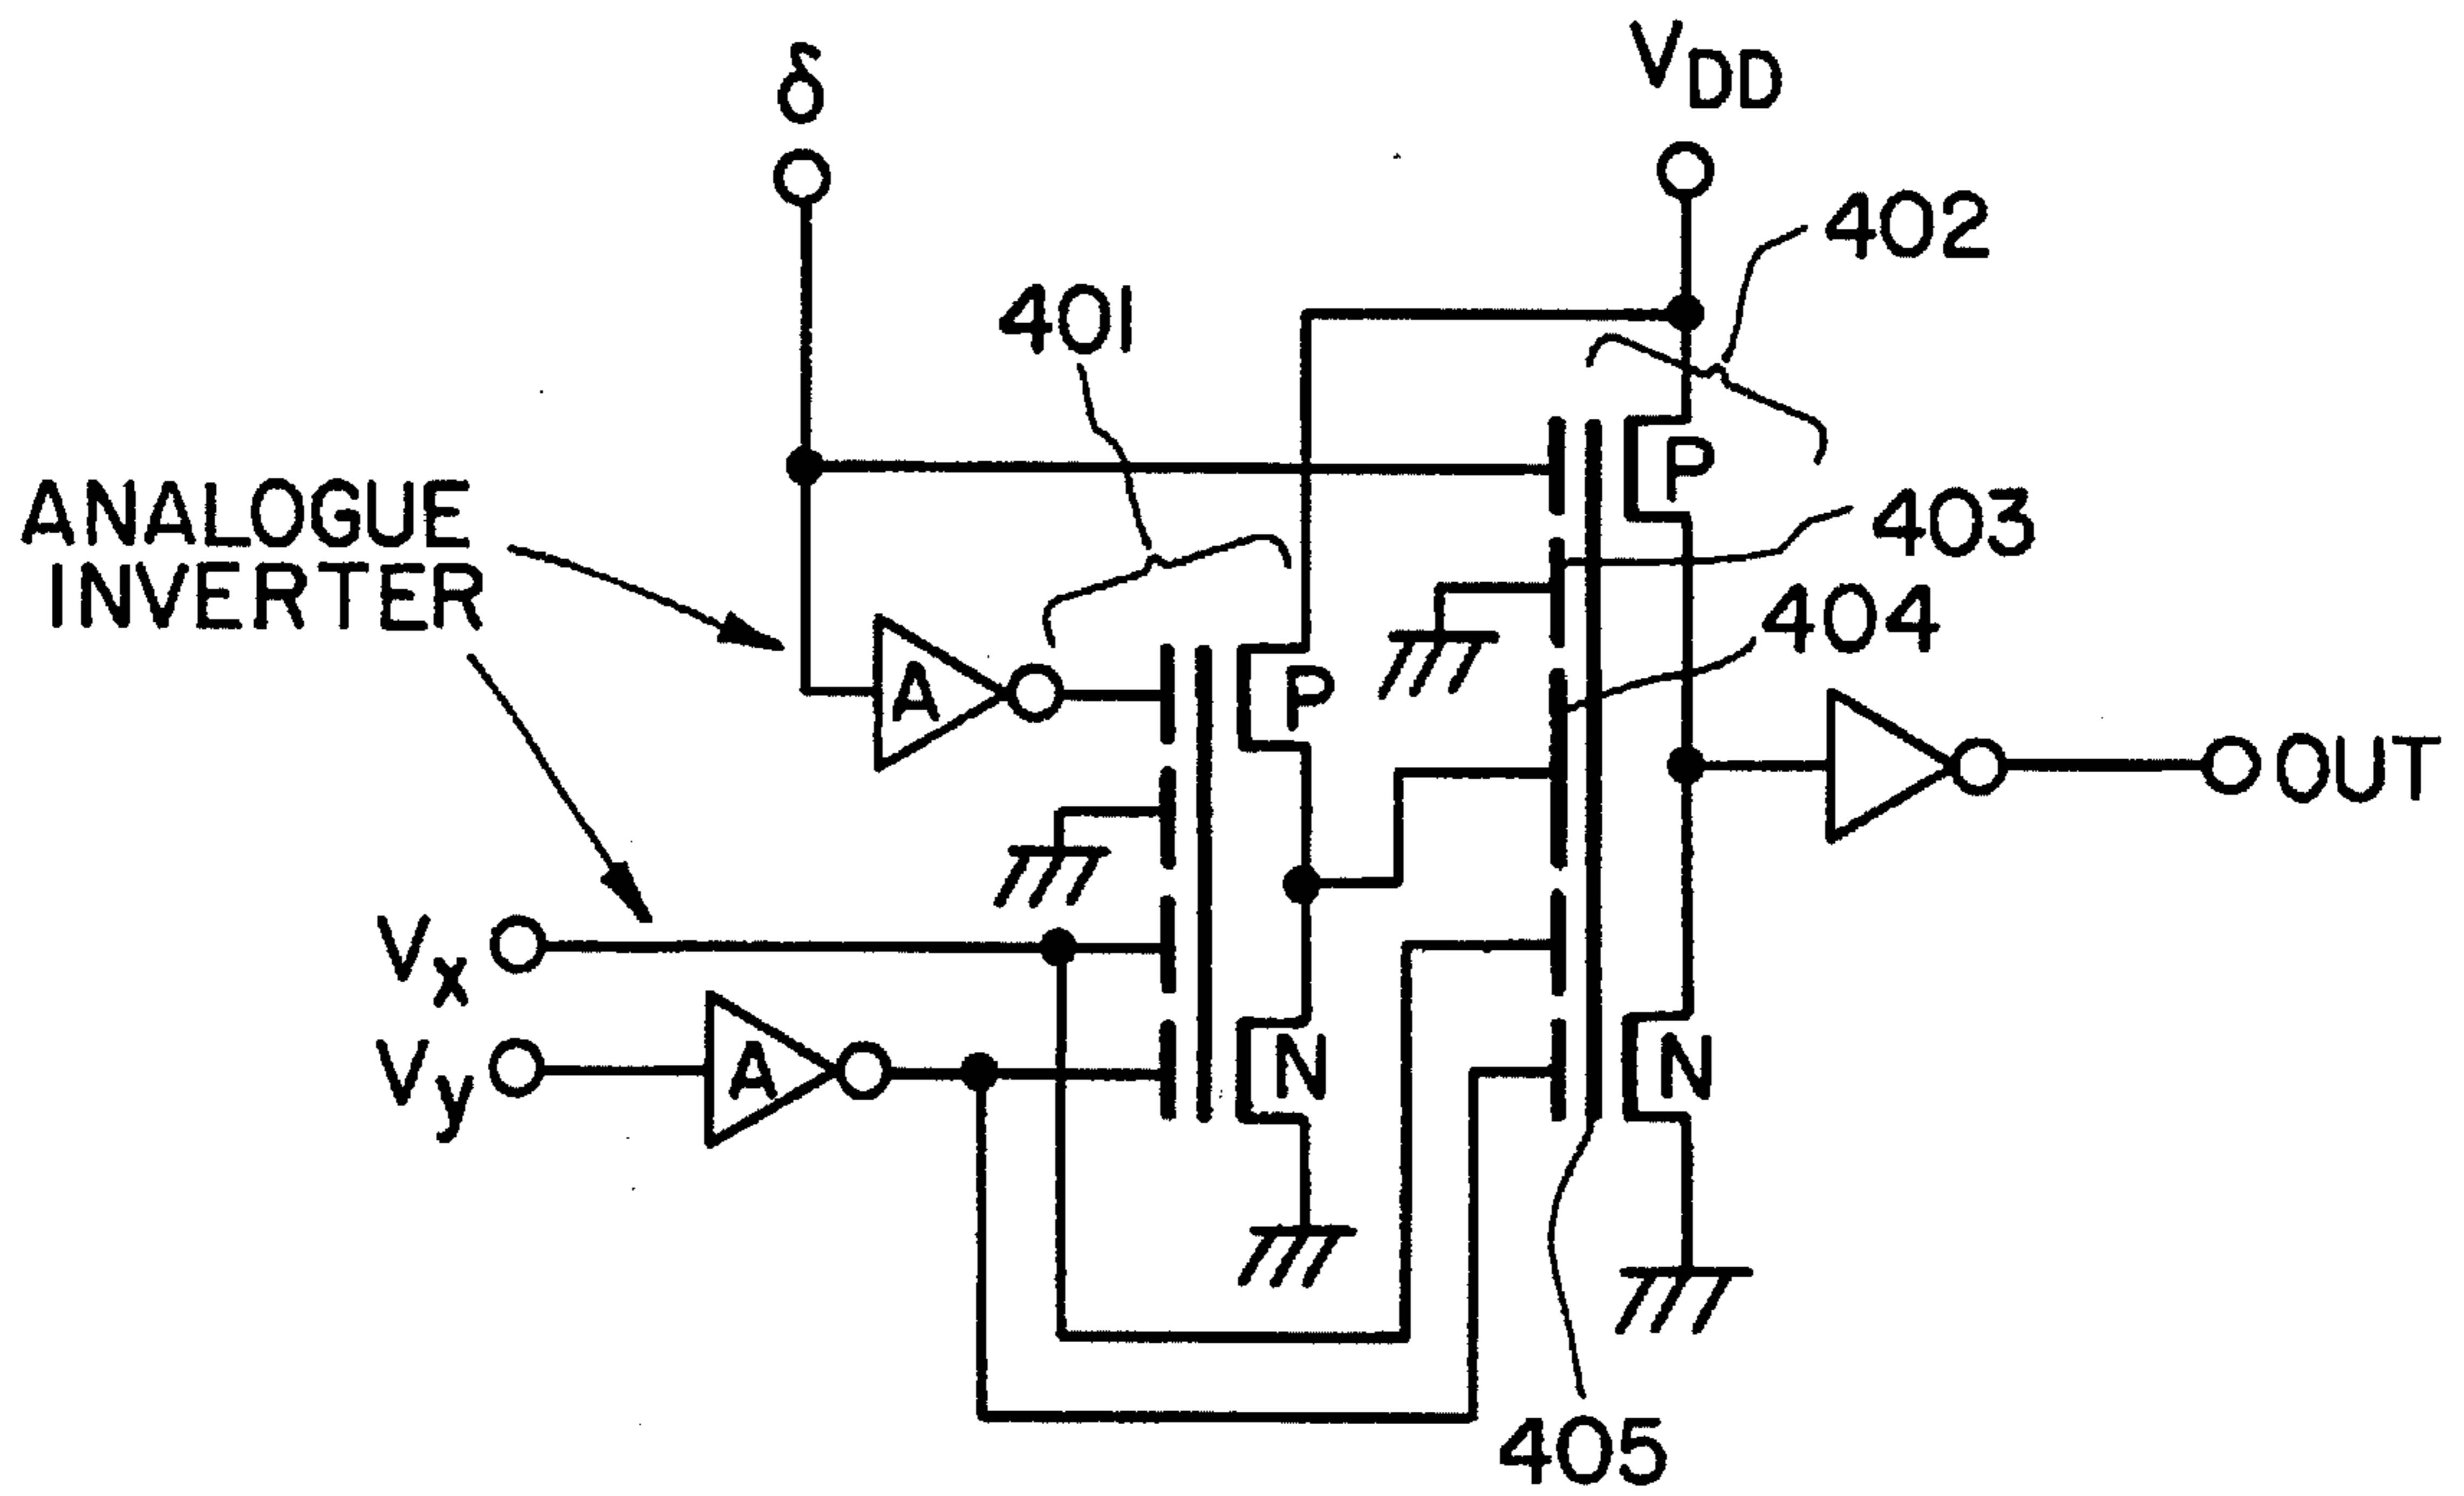 δ
VDD
402
401
ANALOGUE
INVERTER
P
403
404
A
P
OUT
Vx
Vy
A
N
N
405